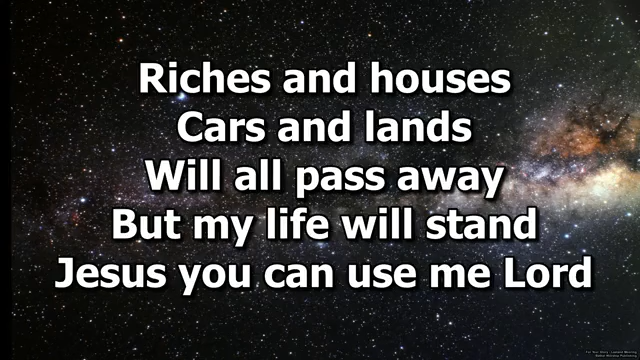 Riches and houses
Cars and lands
Will all pass away
But my life will stand
Jesus you can use me Lord